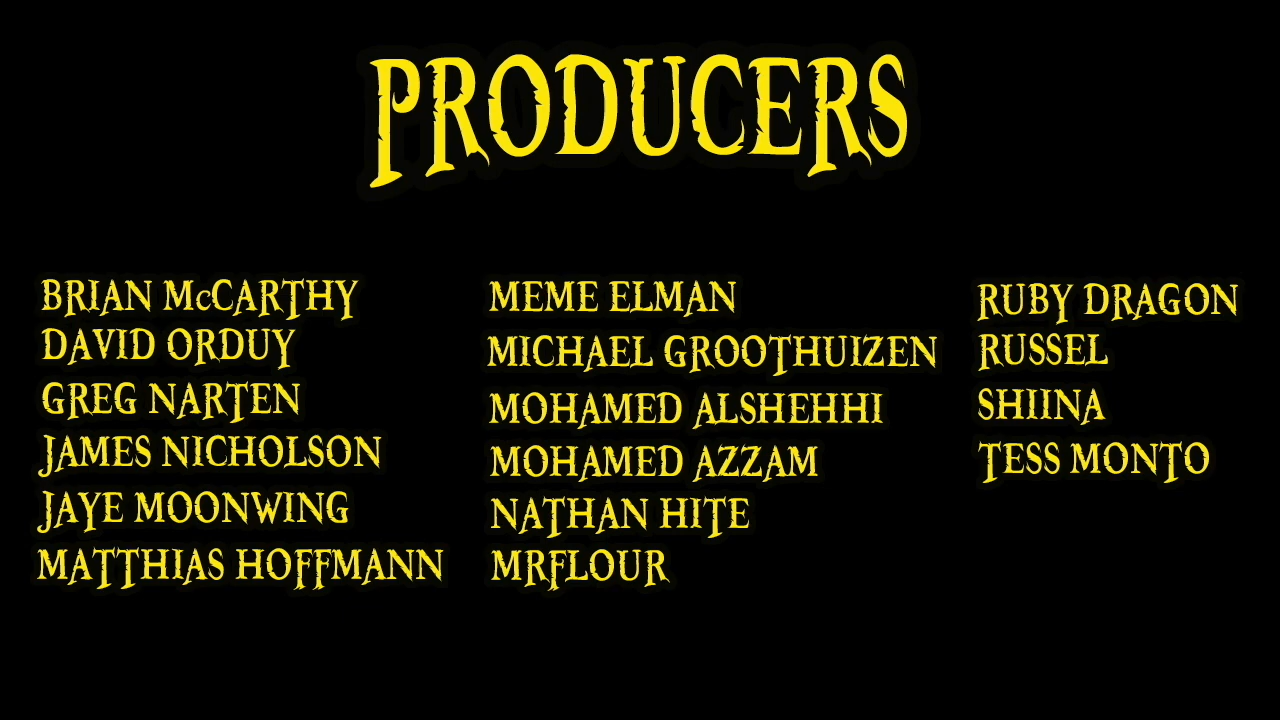 PRODUCERS
BRIAN McCARTHY
DAVID ORDUY
GREG NARTEN
JAMES NICHOLSON
JAYE MOONWING
MATTHIAS HOFFMANN
MEME ELMAN
MICHAEL GROOTHUIZEN
MOHAMED ALSHEHHI
MOHAMED AZZAM
NATHAN HITE
MRFLOUR
RUBY DRAGON
RUSSEL
SHIINA
TESS MONTO